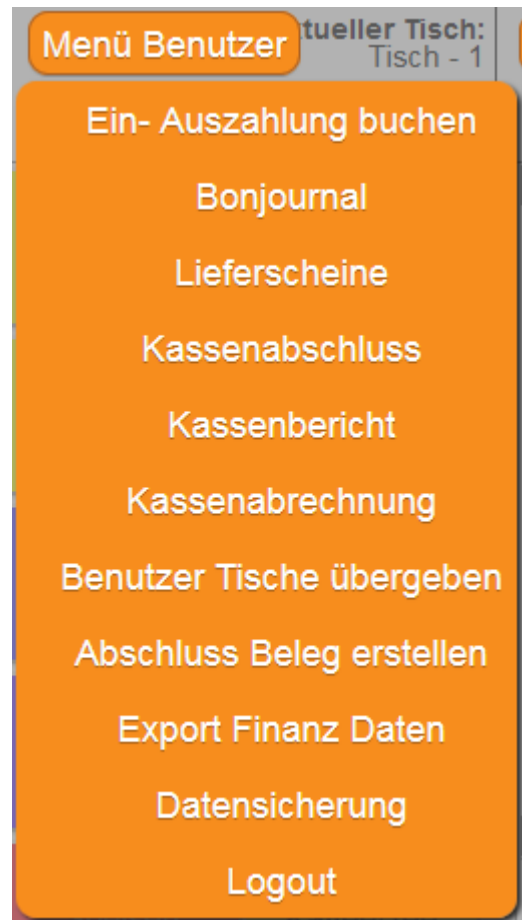 Menü Benutzer
tueller Tisch:
Tisch - 1
Ein- Auszahlung buchen
Bonjournal
Lieferscheine
Kassenabschluss
Kassenbericht
Kassenabrechnung
Benutzer Tische übergeben
Abschluss Beleg erstellen
Export Finanz Daten
Datensicherung
Logout